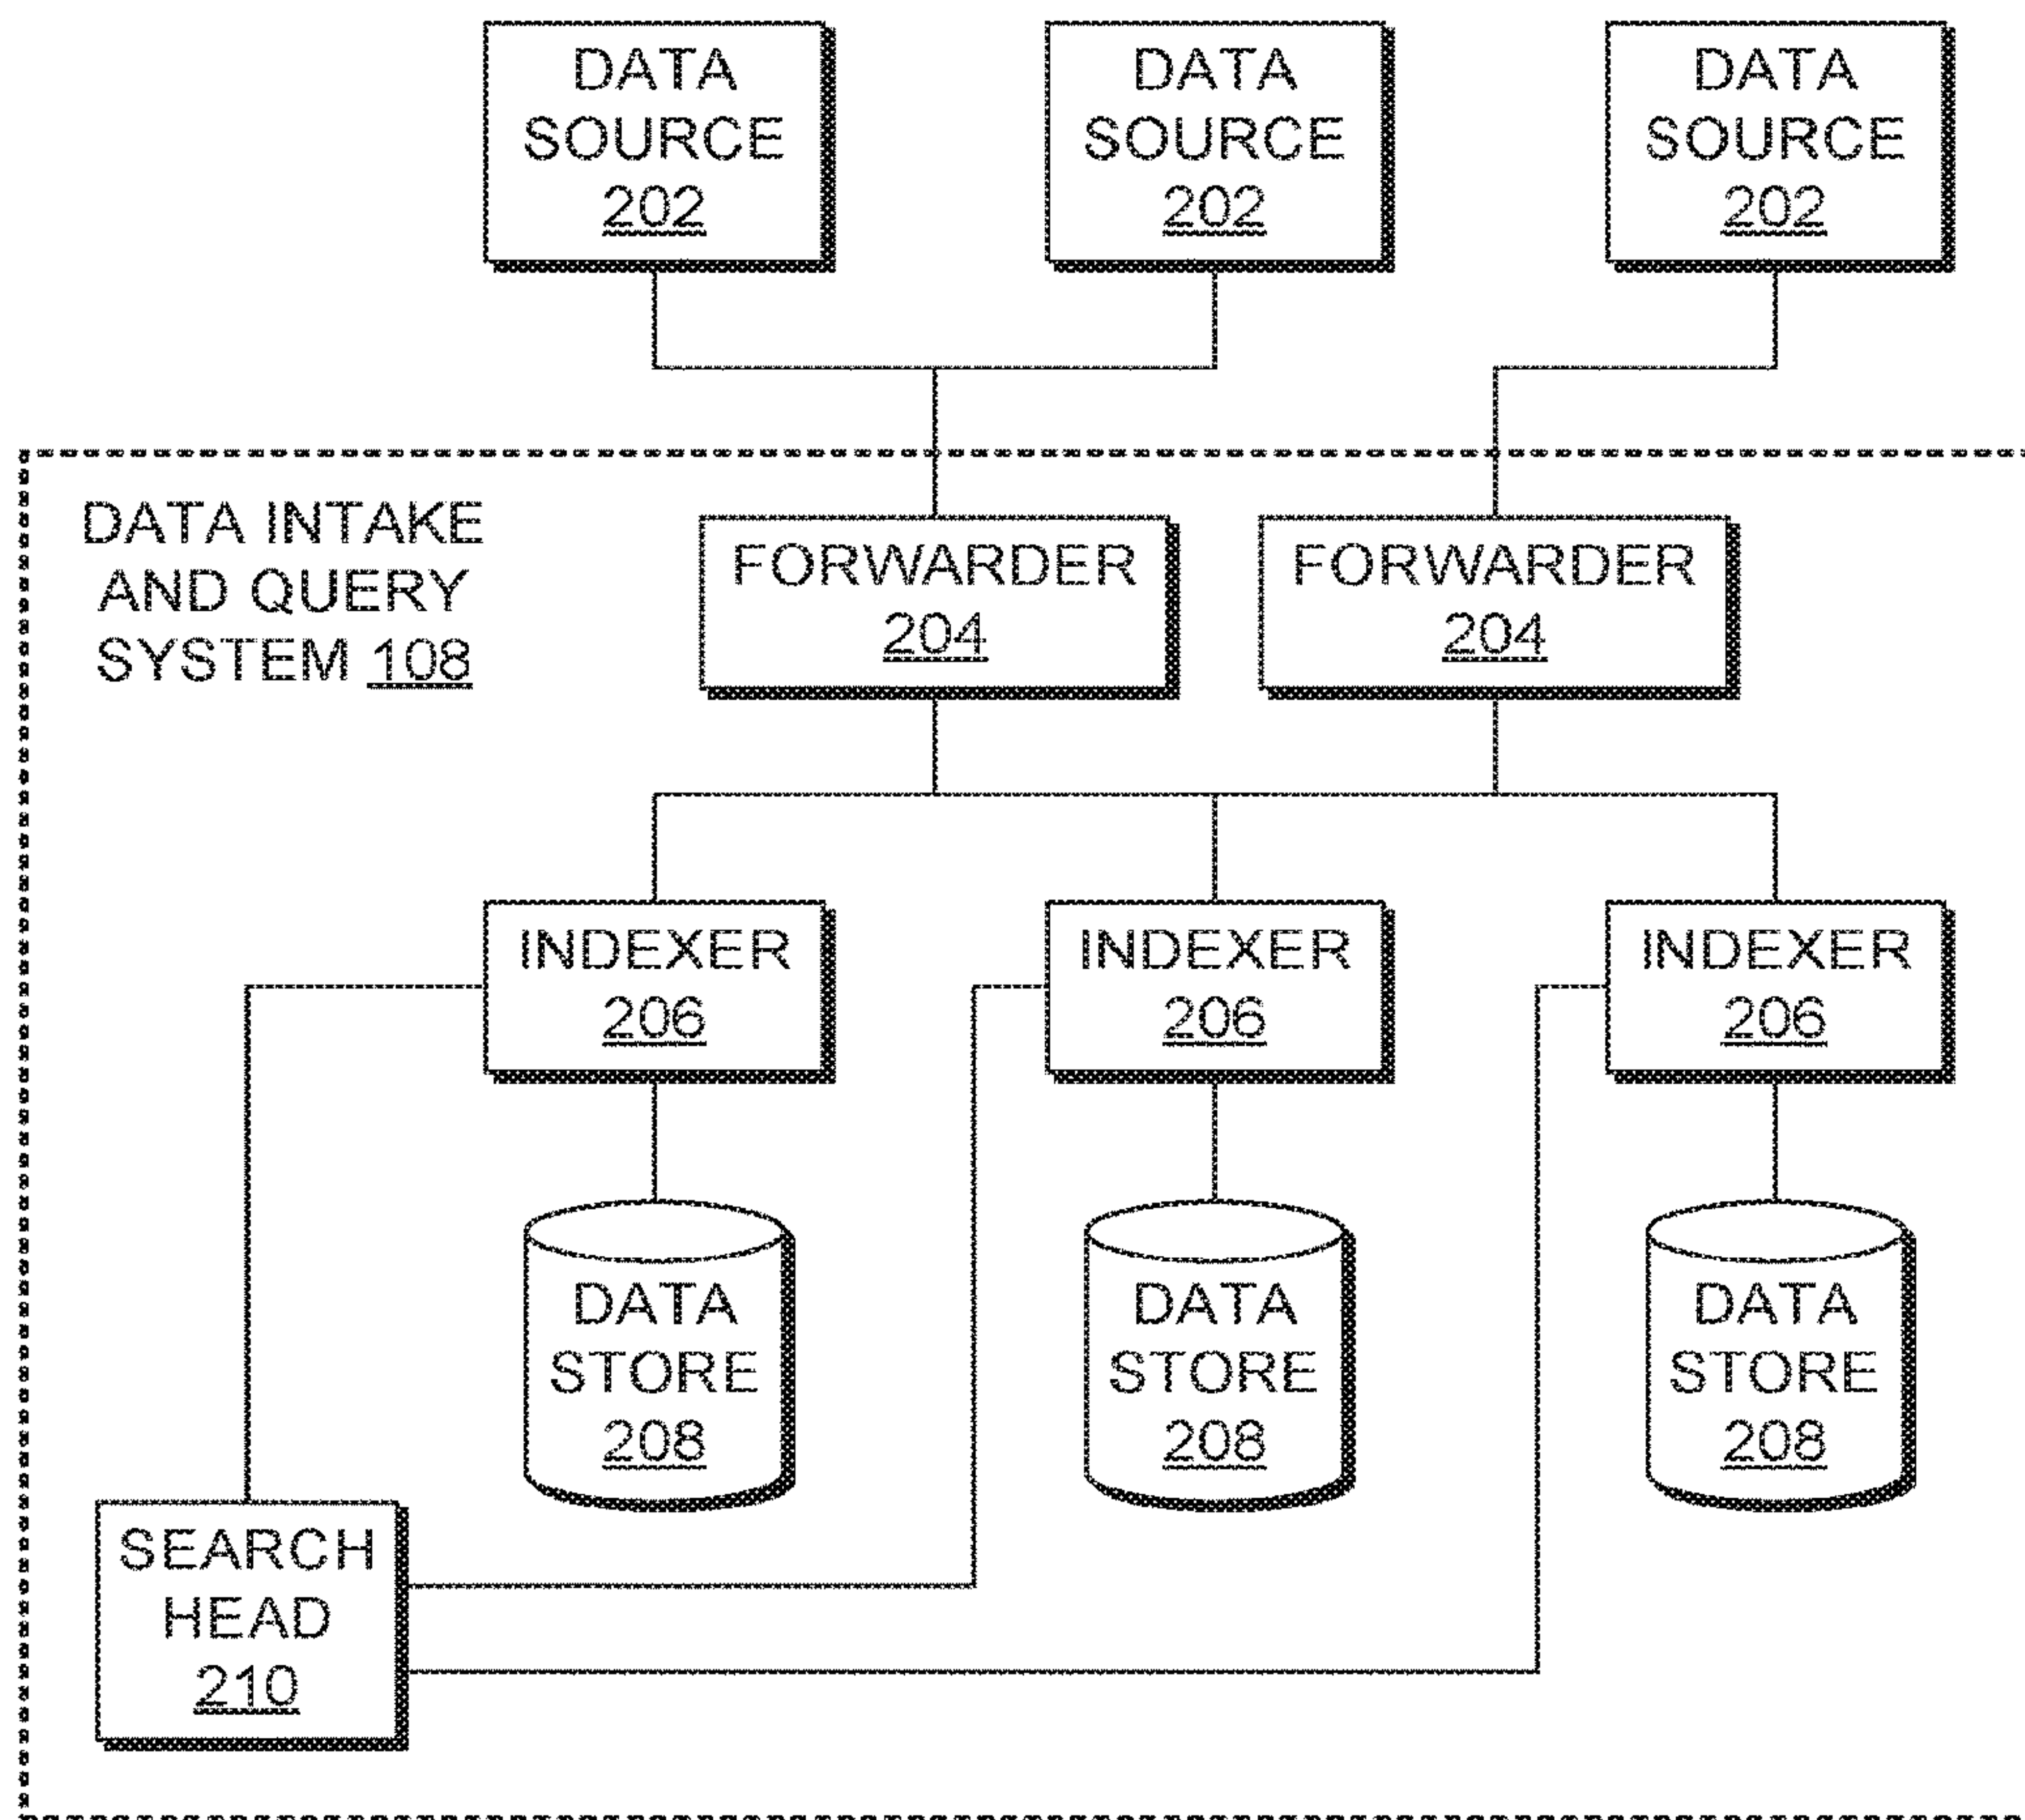 DATA
SOURCE
202
DATA
SOURCE
202
DATA
SOURCE
202
DATA INTAKE
AND QUERY
SYSTEM 108
FORWARDER
204
FORWARDER
204
INDEXER
206
INDEXER
206
INDEXER
206
DATA
STORE
208
DATA
STORE
208
DATA
STORE
208
SEARCH
HEAD
210